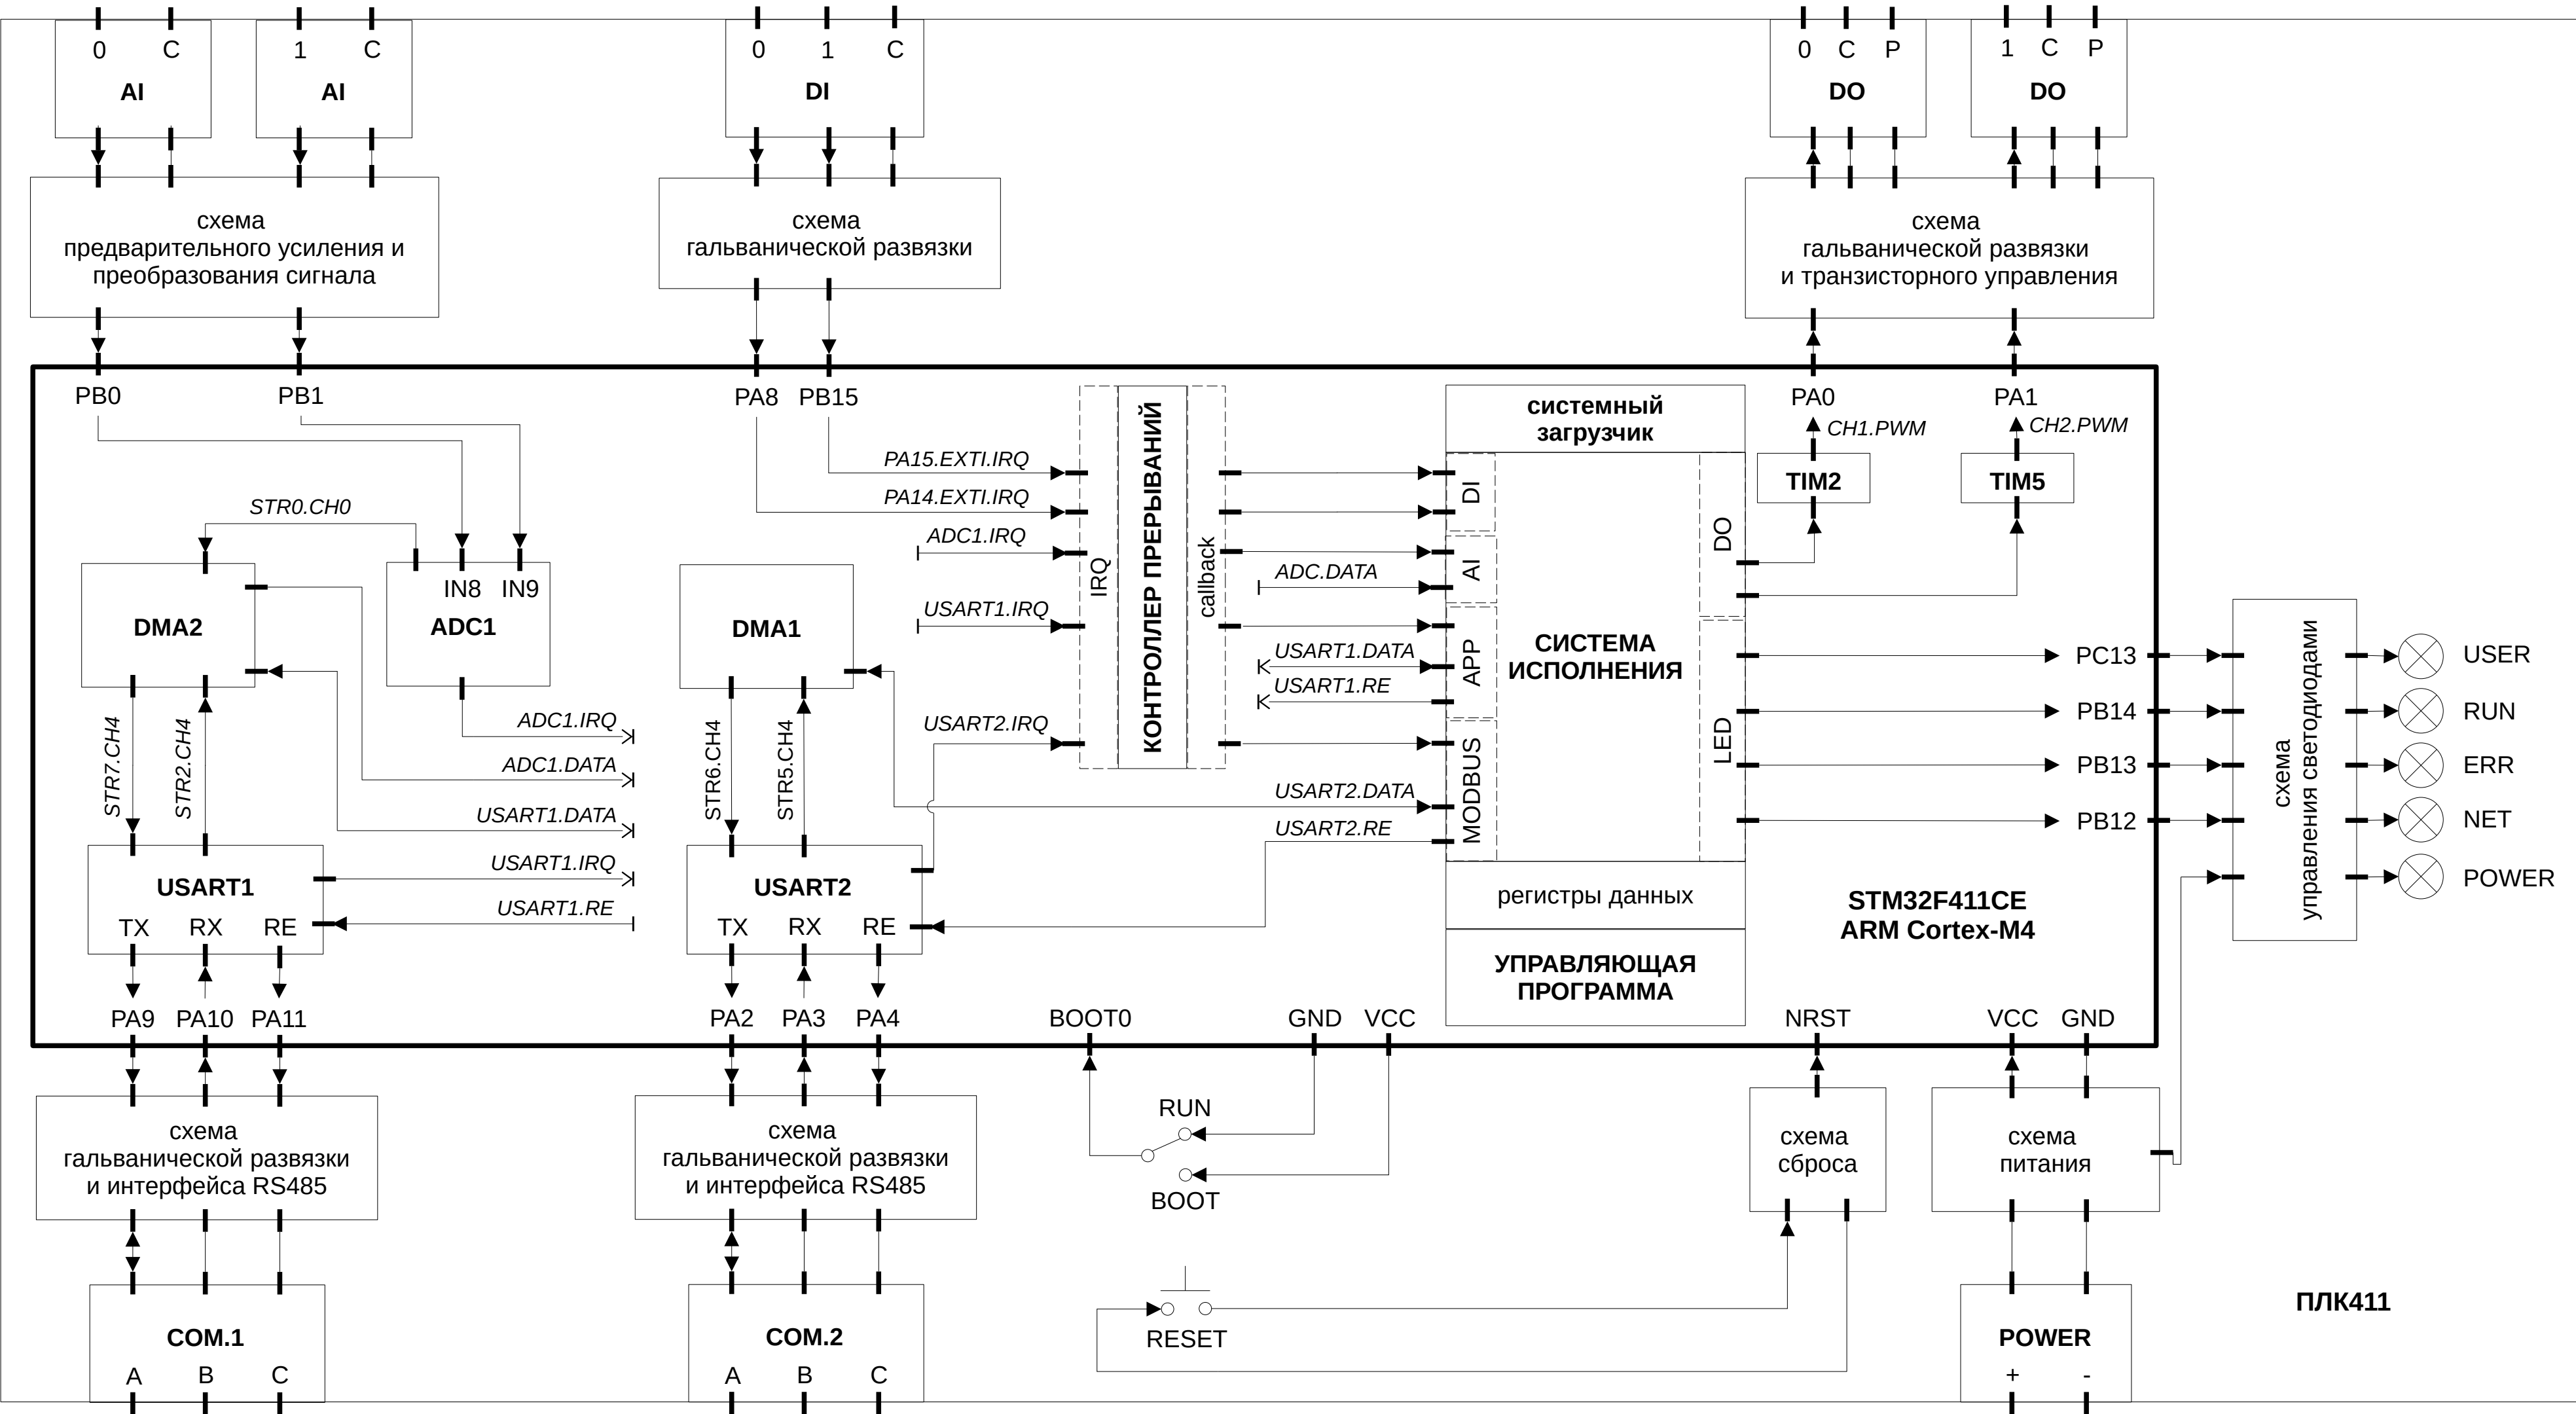 0 C
AI
1 C
AI
0 1 C
DI
0 C P
DO
1 C P
DO
схема
предварительного усиления и
преобразования сигнала
схема
гальванической развязки
схема
гальванической развязки
и транзисторного управления
PB0
PB1
PA8
PB15
PA0
PA1
CH1.PWM
CH2.PWM
TIM2
TIM5
STR0.CH0
DMA2
IN8 IN9
ADC1
STR7.CH4
STR2.CH4
ADC1.IRQ
ADC1.DATA
USART1.DATA
USART1.IRQ
USART1.RE
USART1
TX RX RE
PA9 PA10 PA11
DMA1
STR6.CH4
STR5.CH4
USART2
TX RX RE
PA2 PA3 PA4
PA15.EXTI.IRQ
PA14.EXTI.IRQ
ADC1.IRQ
USART1.IRQ
USART2.IRQ
IRQ
КОНТРОЛЛЕР ПРЕРЫВАНИЙ
callback
ADC.DATA
USART1.DATA
USART1.RE
USART2.DATA
USART2.RE
системный
загрузчик
DI
AI
APP
MODBUS
СИСТЕМА
ИСПОЛНЕНИЯ
DO
LED
регистры данных
УПРАВЛЯЮЩАЯ
ПРОГРАММА
PC13
PB14
PB13
PB12
STM32F411CE
ARM Cortex-M4
схема
управления светодиодами
USER
RUN
ERR
NET
POWER
BOOT0
GND
VCC
NRST
VCC
GND
схема
гальванической развязки
и интерфейса RS485
схема
гальванической развязки
и интерфейса RS485
RUN
BOOT
RESET
схема
сброса
схема
питания
COM.1
A B C
COM.2
A B C
POWER
+ -
ПЛК411